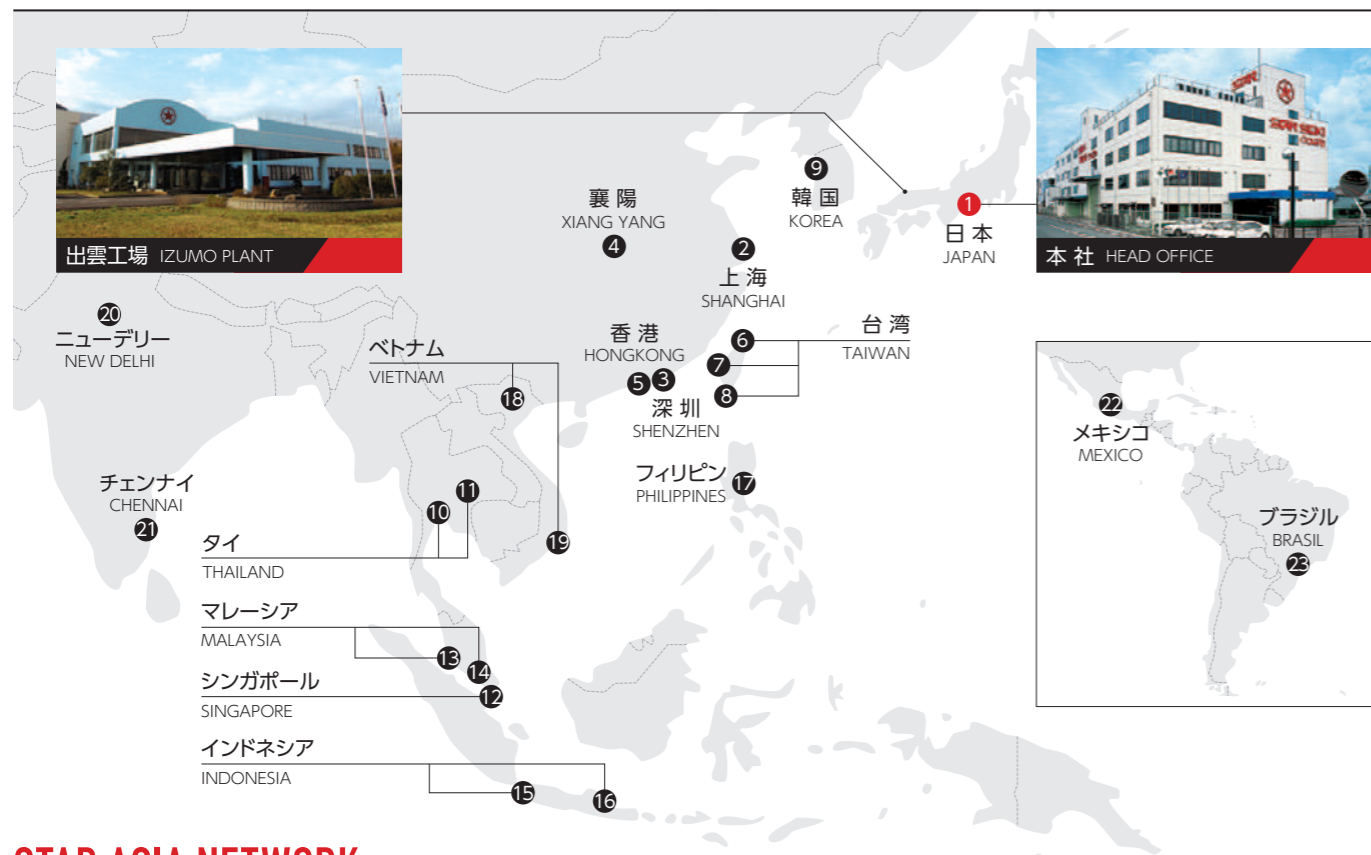 出雲工場 IZUMO PLANT
STAR SEIKI
本社 HEAD OFFICE
襄陽
XIANG YANG
4
2
上海
SHANGHAI
9
韓国
KOREA
1
日本
JAPAN
20
ニューデリー
NEW DELHI
ベトナム
VIETNAM
18
19
香港
HONGKONG
5
3
深圳
SHENZHEN
6
7
8
台湾
TAIWAN
フィリピン
PHILIPPINES
17
チェンナイ
CHENNAI
21
10
11
タイ
THAILAND
マレーシア
MALAYSIA
13
14
シンガポール
SINGAPORE
12
インドネシア
INDONESIA
15
16
22
メキシコ
MEXICO
ブラジル
BRASIL
23
STAR ASIA NETWORK